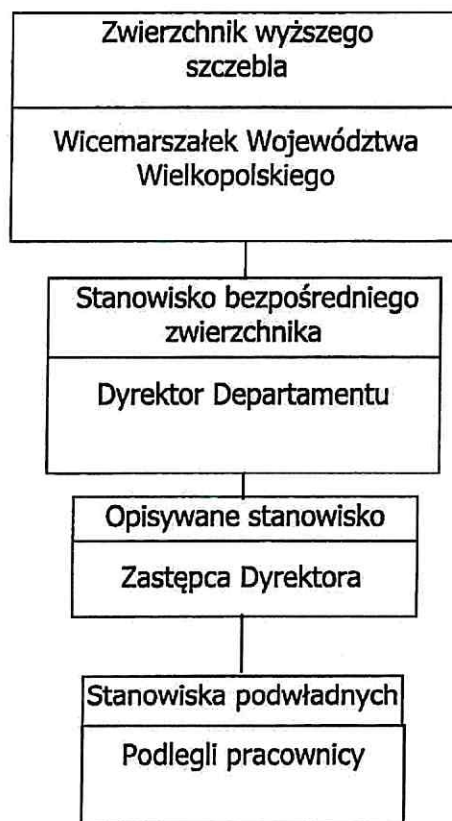 Zwierzchnik wyższego
szczebla
Wicemarszałek Województwa
Wielkopolskiego
Stanowisko bezpośredniego
zwierzchnika
Dyrektor Departamentu
Opisywane stanowisko
Zastępca Dyrektora
Stanowiska podwładnych
Podlegli pracownicy